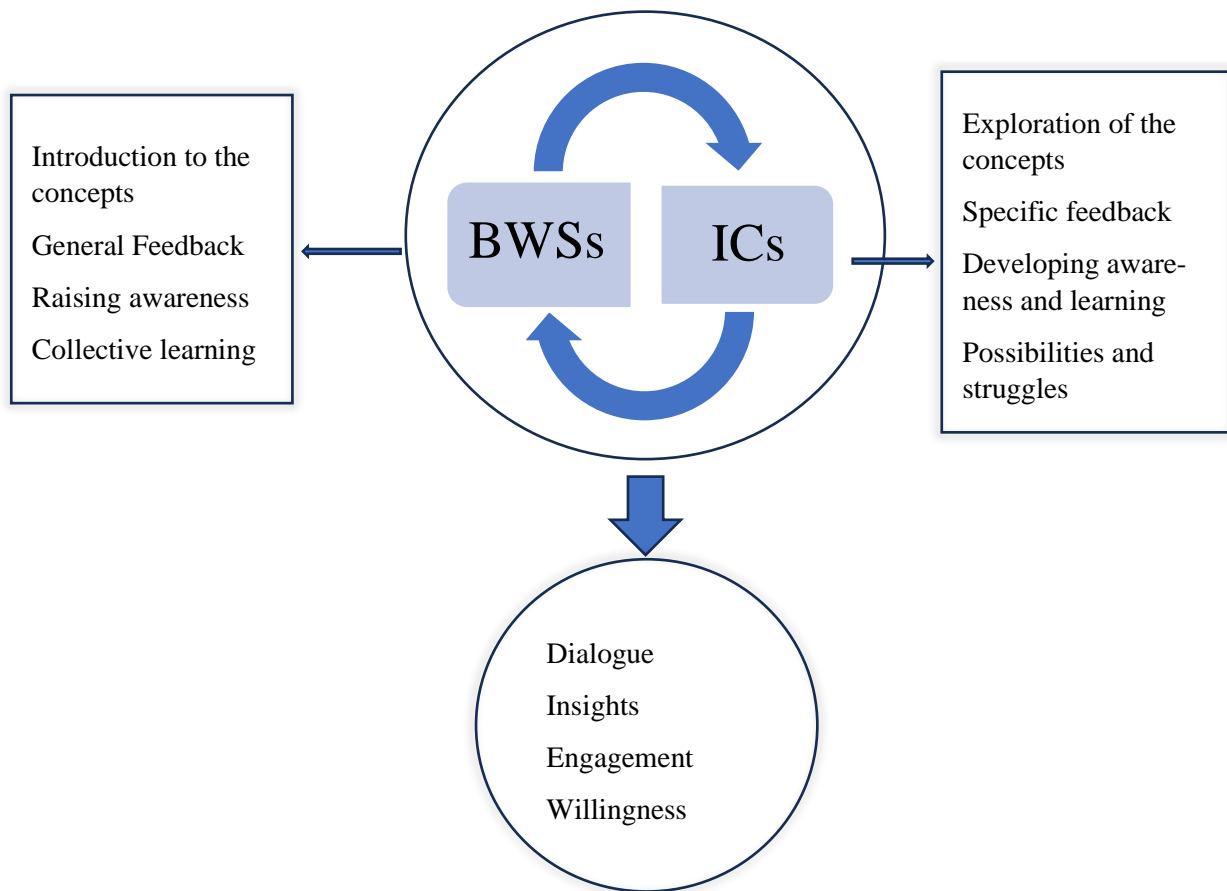 Introduction to the
concepts
General Feedback
Raising awareness
Collective learning
BWSs
ICs
Exploration of the
concepts
Specific feedback
Developing aware-
ness and learning
Possibilities and
struggles
Dialogue
Insights
Engagement
Willingness